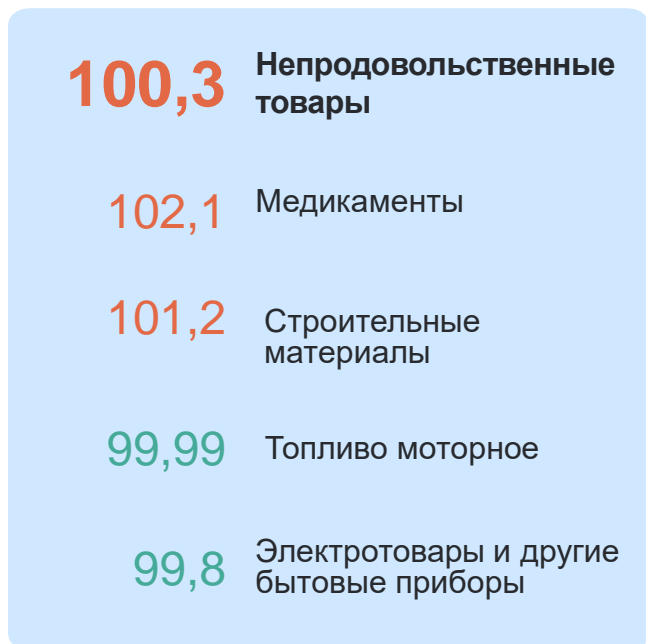 100,3 Непродовольственные
товары
102,1 Медикаменты
101,2 Строительные
материалы
99,99 Топливо моторное
99,8 Электротовары и другие
бытовые приборы